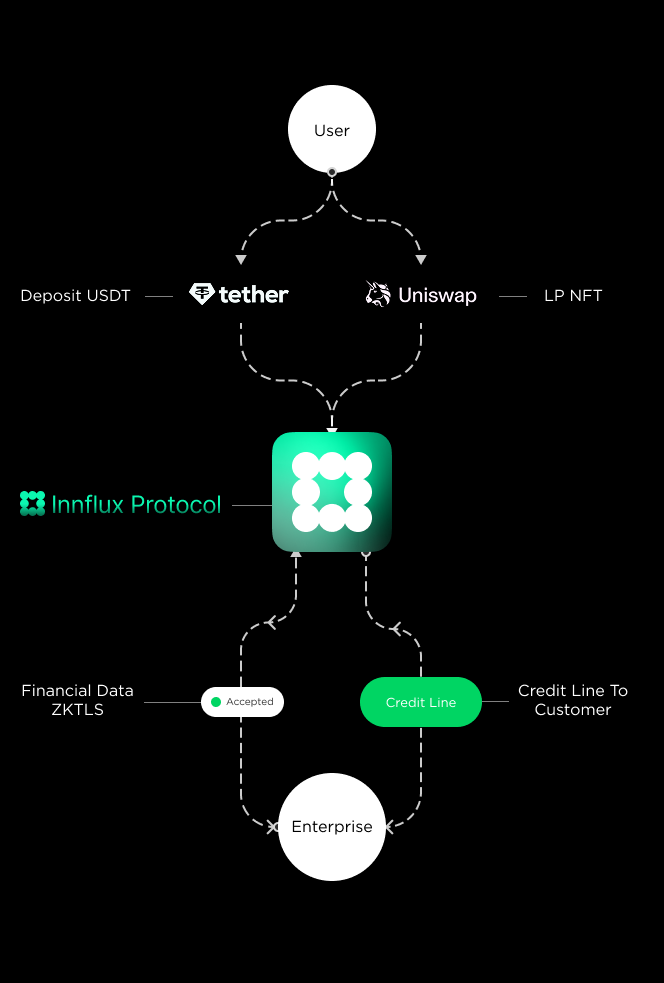 User
Deposit USDT
tether
Uniswap
LP NFT
Innflux Protocol
Financial Data
ZKTLS
Accepted
Credit Line
Credit Line To
Customer
Enterprise